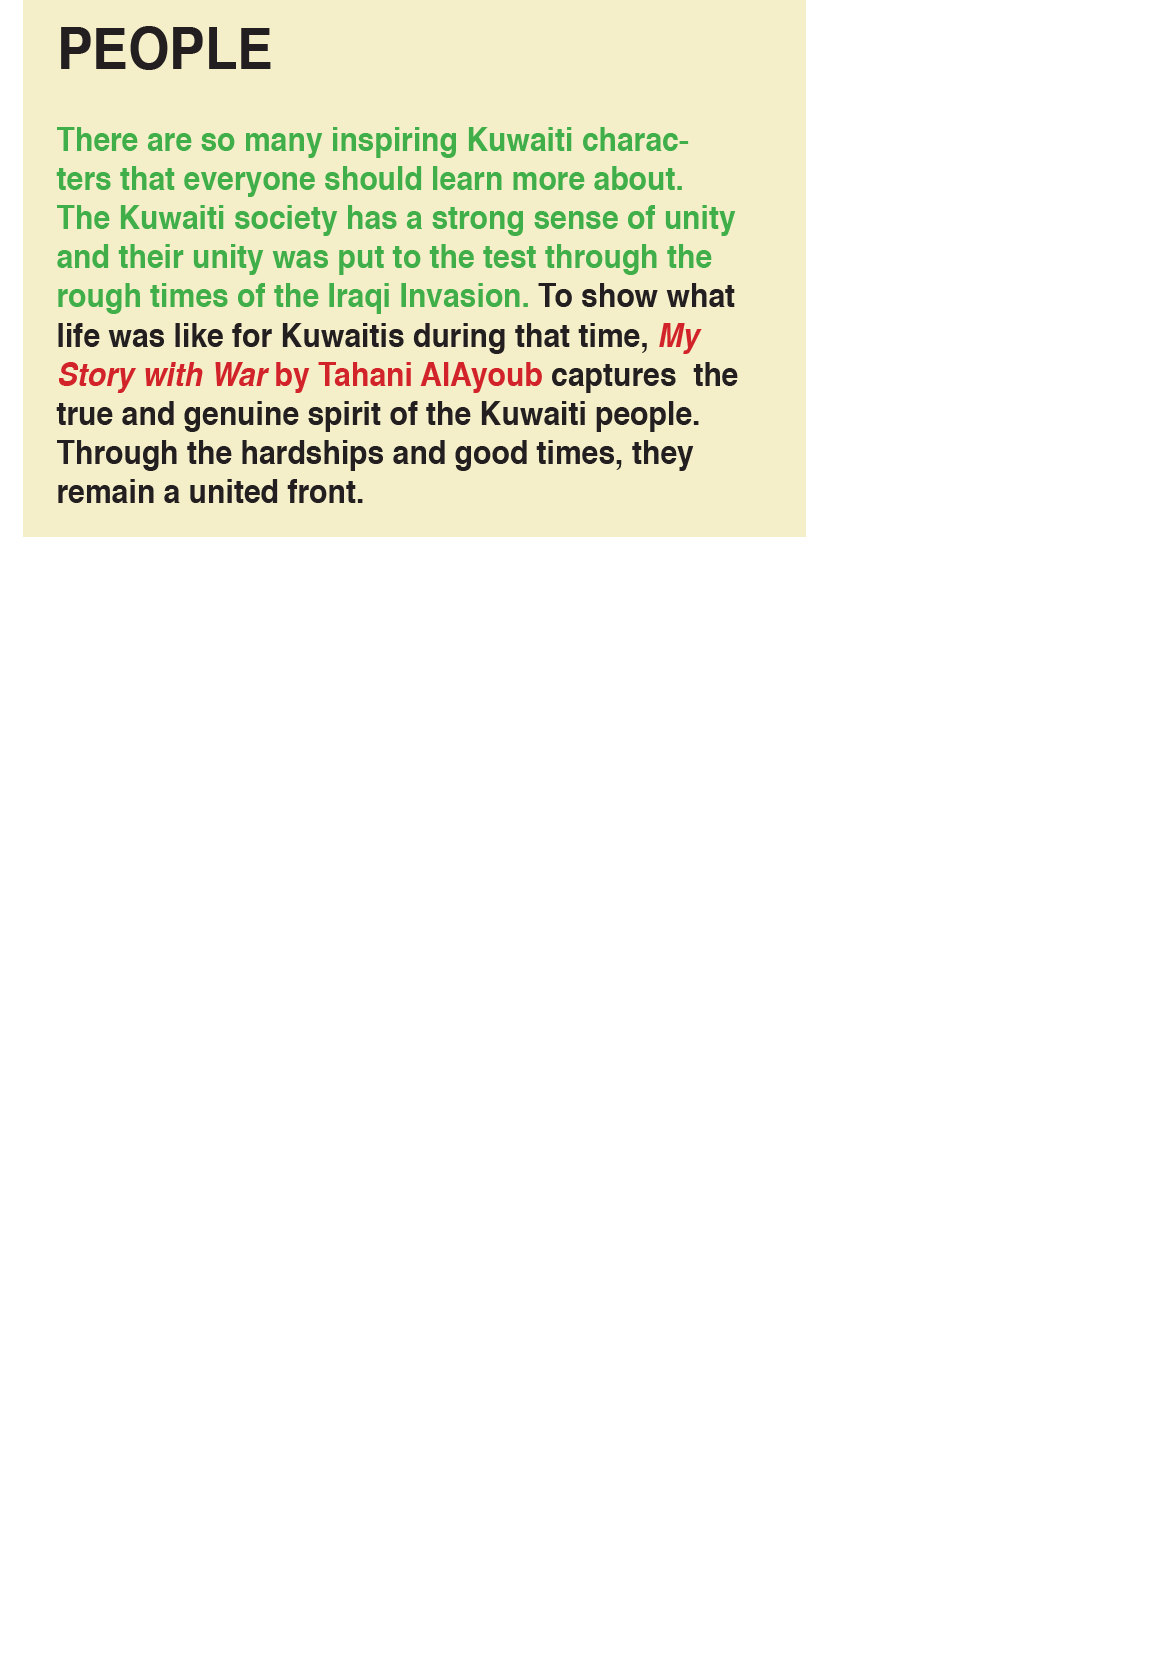 PEOPLE
There are so many inspiring Kuwaiti charac-
ters that everyone should learn more about.
The Kuwaiti society has a strong sense of unity
and their unity was put to the test through the
rough times of the Iraqi Invasion. To show what
life was like for Kuwaitis during that time, My
Story with War by Tahani AlAyoub captures  the
true and genuine spirit of the Kuwaiti people.
Through the hardships and good times, they
remain a united front.